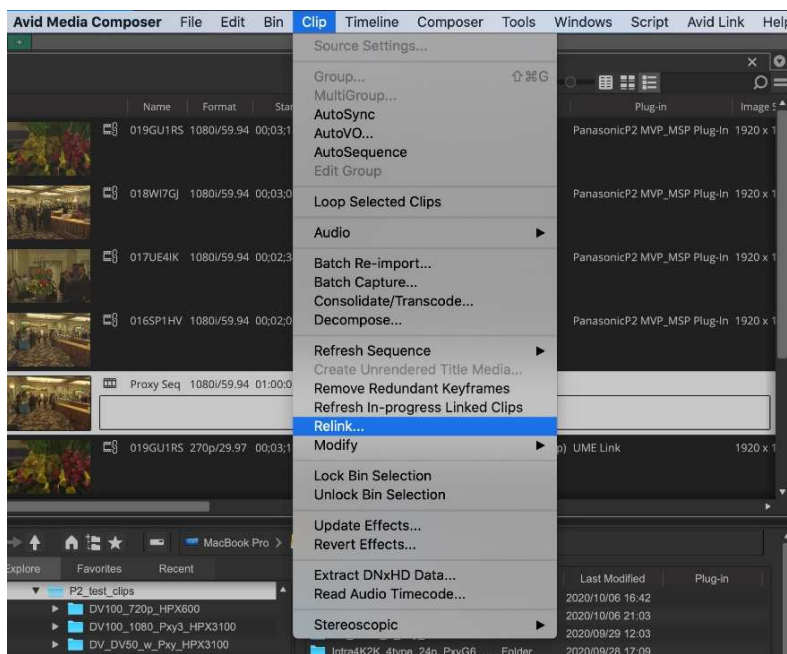 Avid Media Composer File Edit Bin Clip Timeline Composer Tools Windows Script Avid Link Help
Source Settings...
Group... ⇧⌘G
MultiGroup...
AutoSync
AutoVO...
AutoSequence
Edit Group
Loop Selected Clips
Audio
Batch Re-import...
Batch Capture...
Consolidate/Transcode...
Decompose...
Refresh Sequence
Create Unrendered Title Media...
Remove Redundant Keyframes
Refresh In-progress Linked Clips
Relink...
Modify
Lock Bin Selection
Unlock Bin Selection
Update Effects...
Revert Effects...
Extract DNxHD Data...
Read Audio Timecode...
Stereoscopic
Name Format Star Plug-in Image S
019GU1RS 1080i/59.94 00;03;1 PanasonicP2 MVP_MSP Plug-In 1920 x 1
018WI7GJ 1080i/59.94 00;03;0 PanasonicP2 MVP_MSP Plug-In 1920 x 1
017UE4IK 1080i/59.94 00;02;3 PanasonicP2 MVP_MSP Plug-In 1920 x 1
016SP1HV 1080i/59.94 00;02;0 PanasonicP2 MVP_MSP Plug-In 1920 x 1
Proxy Seq 1080i/59.94 01:00:0
019GU1RS 270p/29.97 00;03;1 p) UME Link 1920 x 1
MacBook Pro >
Explore Favorites Recent
P2_test_clips
DV100_720p_HPX600
DV100_1080_Pxy3_HPX3100
DV_DV50_w_Pxy_HPX3100
Last Modified Plug-in
2020/10/06 16:42
2020/10/06 21:03
2020/09/29 12:03
Intra4K2K_4type_24p_PxyG6 Folder 2020/09/28 17:09